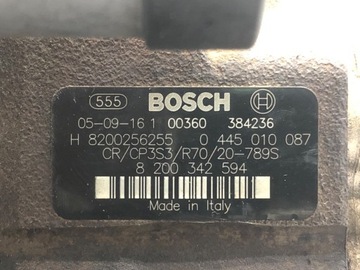 555 BOSCH
05-09-16 1 00360 384236
H 8200256255 0 445 010 087
CR/CP3S3/R70/20-789S
8 200 342 594
Made in Italy